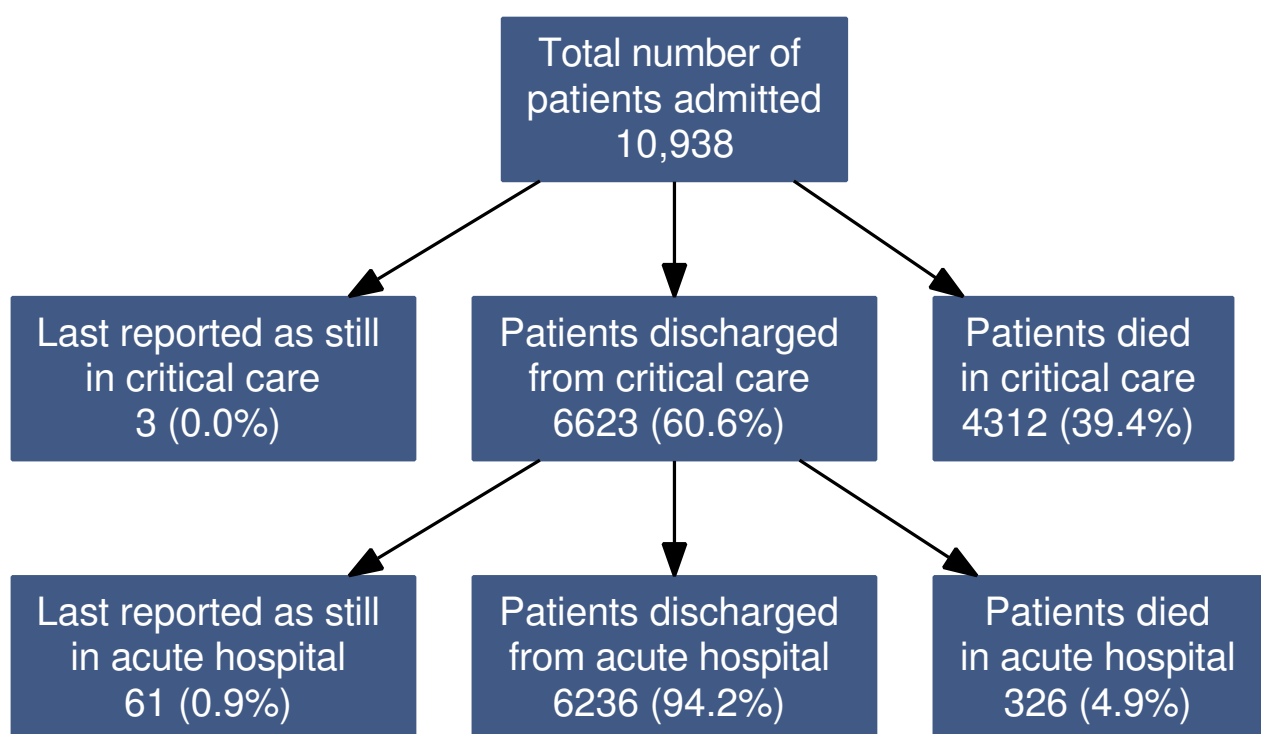 Total number of
patients admitted
10,938
Last reported as still
in critical care
3 (0.0%)
Patients discharged
from critical care
6623 (60.6%)
Patients died
in critical care
4312 (39.4%)
Last reported as still
in acute hospital
61 (0.9%)
Patients discharged
from acute hospital
6236 (94.2%)
Patients died
in acute hospital
326 (4.9%)